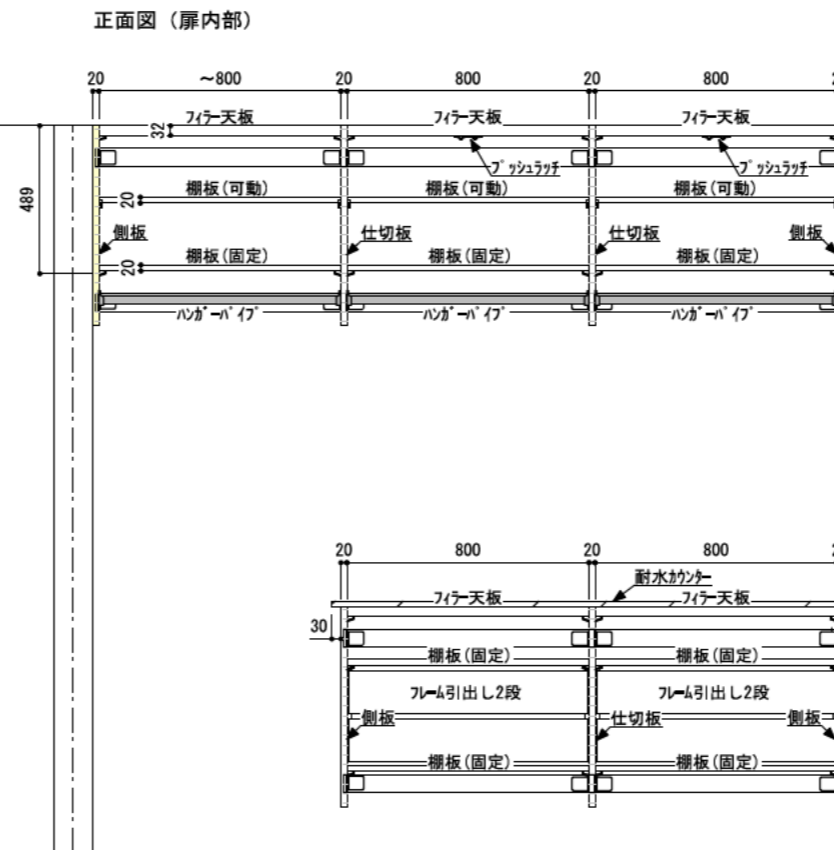 正面図（扉内部）
20 ～800 20 800 20 800
フィラー天板 フィラー天板 フィラー天板
32
プッシュラッチ プッシュラッチ
489
棚板(可動) 棚板(可動) 棚板(可動)
20
側板 仕切板 仕切板 側板
棚板(固定) 棚板(固定) 棚板(固定)
20
ハンガーパイプ ハンガーパイプ ハンガーパイプ
20 800 20 800
耐水カウンター
フィラー天板 フィラー天板
30
棚板(固定) 棚板(固定)
フレーム引出し2段 フレーム引出し2段
側板 仕切板 側板
棚板(固定) 棚板(固定)